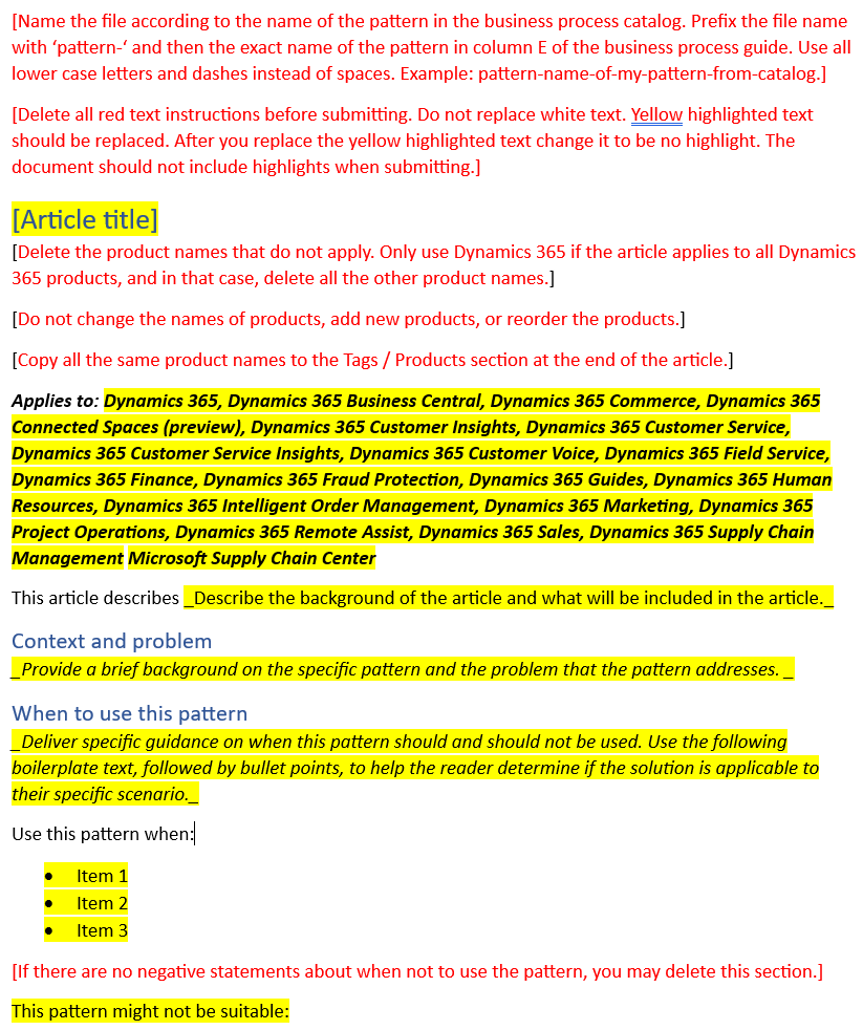 [Name the file according to the name of the pattern in the business process catalog. Prefix the file name
with ‘pattern-‘ and then the exact name of the pattern in column E of the business process guide. Use all
lower case letters and dashes instead of spaces. Example: pattern-name-of-my-pattern-from-catalog.]
[Delete all red text instructions before submitting. Do not replace white text. Yellow highlighted text
should be replaced. After you replace the yellow highlighted text change it to be no highlight. The
document should not include highlights when submitting.]
[Article title]
[Delete the product names that do not apply. Only use Dynamics 365 if the article applies to all Dynamics
365 products, and in that case, delete all the other product names.]
[Do not change the names of products, add new products, or reorder the products.]
[Copy all the same product names to the Tags / Products section at the end of the article.]
Applies to: Dynamics 365, Dynamics 365 Business Central, Dynamics 365 Commerce, Dynamics 365
Connected Spaces (preview), Dynamics 365 Customer Insights, Dynamics 365 Customer Service,
Dynamics 365 Customer Service Insights, Dynamics 365 Customer Voice, Dynamics 365 Field Service,
Dynamics 365 Finance, Dynamics 365 Fraud Protection, Dynamics 365 Guides, Dynamics 365 Human
Resources, Dynamics 365 Intelligent Order Management, Dynamics 365 Marketing, Dynamics 365
Project Operations, Dynamics 365 Remote Assist, Dynamics 365 Sales, Dynamics 365 Supply Chain
Management Microsoft Supply Chain Center
This article describes _Describe the background of the article and what will be included in the article._
Context and problem
_Provide a brief background on the specific pattern and the problem that the pattern addresses. _
When to use this pattern
_Deliver specific guidance on when this pattern should and should not be used. Use the following
boilerplate text, followed by bullet points, to help the reader determine if the solution is applicable to
their specific scenario._
Use this pattern when:
• Item 1
• Item 2
• Item 3
[If there are no negative statements about when not to use the pattern, you may delete this section.]
This pattern might not be suitable: